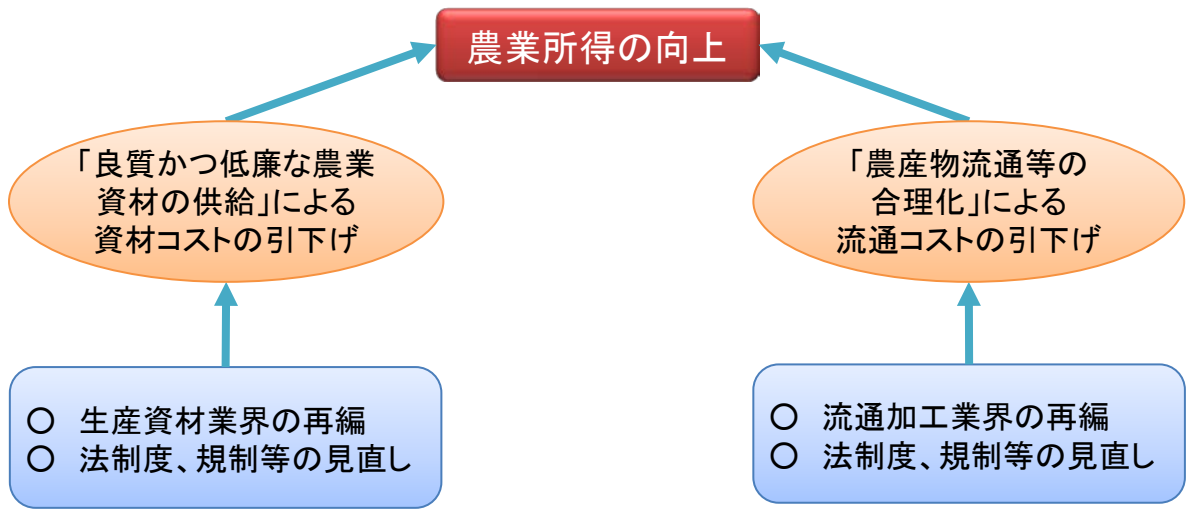 農業所得の向上
「良質かつ低廉な農業
資材の供給」による
資材コストの引下げ
「農産物流通等の
合理化」による
流通コストの引下げ
○ 生産資材業界の再編
○ 法制度、規制等の見直し
○ 流通加工業界の再編
○ 法制度、規制等の見直し